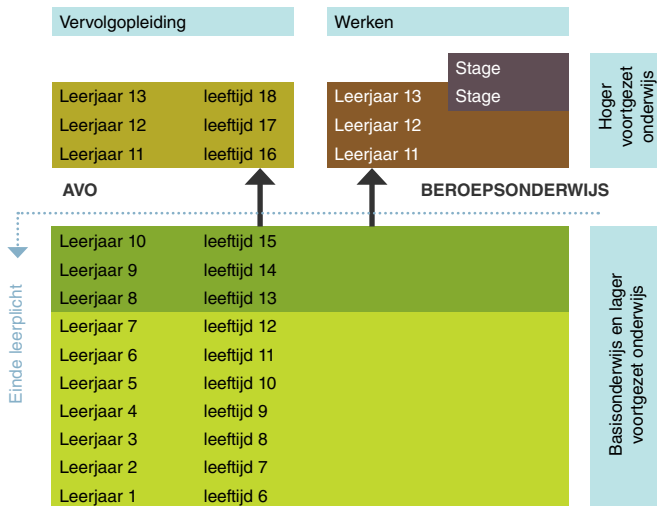 Vervolgopleiding
Werken
Stage
Leerjaar 13 leeftijd 18
Leerjaar 13
Stage
Leerjaar 12 leeftijd 17
Leerjaar 12
Leerjaar 11 leeftijd 16
Leerjaar 11
Hoger
voortgezet
onderwijs
AVO
BEROEPSONDERWIJS
Einde leerplicht
Leerjaar 10 leeftijd 15
Leerjaar 9 leeftijd 14
Leerjaar 8 leeftijd 13
Leerjaar 7 leeftijd 12
Leerjaar 6 leeftijd 11
Leerjaar 5 leeftijd 10
Leerjaar 4 leeftijd 9
Leerjaar 3 leeftijd 8
Leerjaar 2 leeftijd 7
Leerjaar 1 leeftijd 6
Basisonderwijs en lager
voortgezet onderwijs